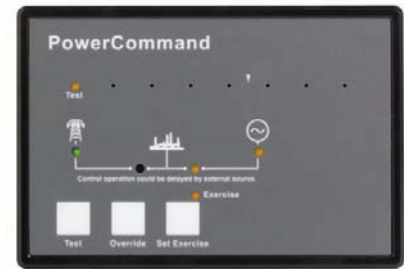 PowerCommand
Test
Control operation could be delayed by external source.
Exercise
Test Override Set Exercise